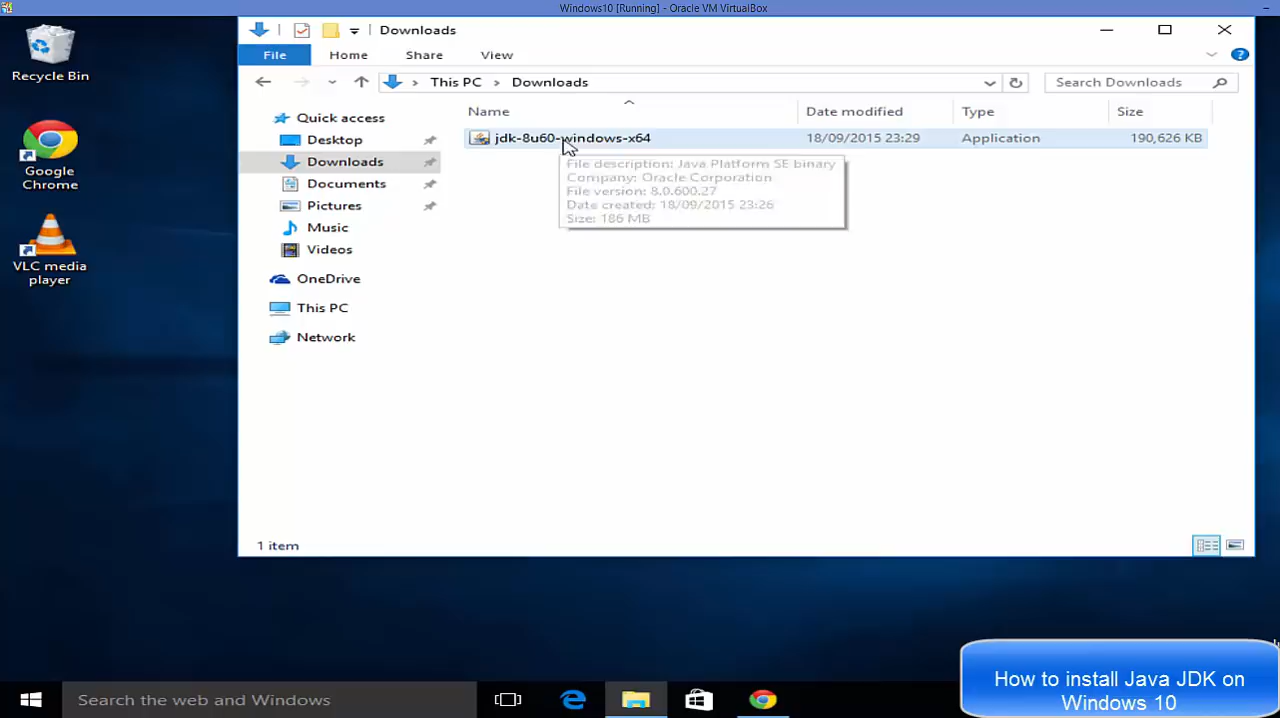 Windows10 [Running] - Oracle VM VirtualBox
Recycle Bin
Google
Chrome
VLC media
player
Downloads
File Home Share View
This PC Downloads
Search Downloads
Quick access
Desktop
Downloads
Documents
Pictures
Music
Videos
OneDrive
This PC
Network
Name Date modified Type Size
jdk-8u60-windows-x64 18/09/2015 23:29 Application 190,626 KB
File description: Java Platform SE binary
Company: Oracle Corporation
File version: 8.0.600.27
Date created: 18/09/2015 23:26
Size: 186 MB
1 item
Search the web and Windows
How to install Java JDK on
Windows 10